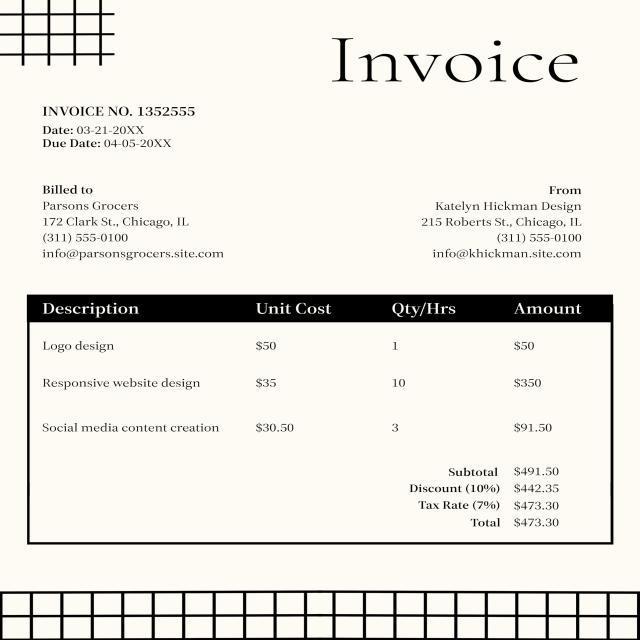 Invoice
INVOICE NO. 1352555
Date: 03-21-20XX
Due Date: 04-05-20XX
Billed to
Parsons Grocers
172 Clark St., Chicago, IL
(311) 555-0100
info@parsonsgrocers.site.com
From
Katelyn Hickman Design
215 Roberts St., Chicago, IL
(311) 555-0100
info@khickman.site.com
Description Unit Cost Qty/Hrs Amount
Logo design $50 1 $50
Responsive website design $35 10 $350
Social media content creation $30.50 3 $91.50
Subtotal $491.50
Discount (10%) $442.35
Tax Rate (7%) $473.30
Total $473.30